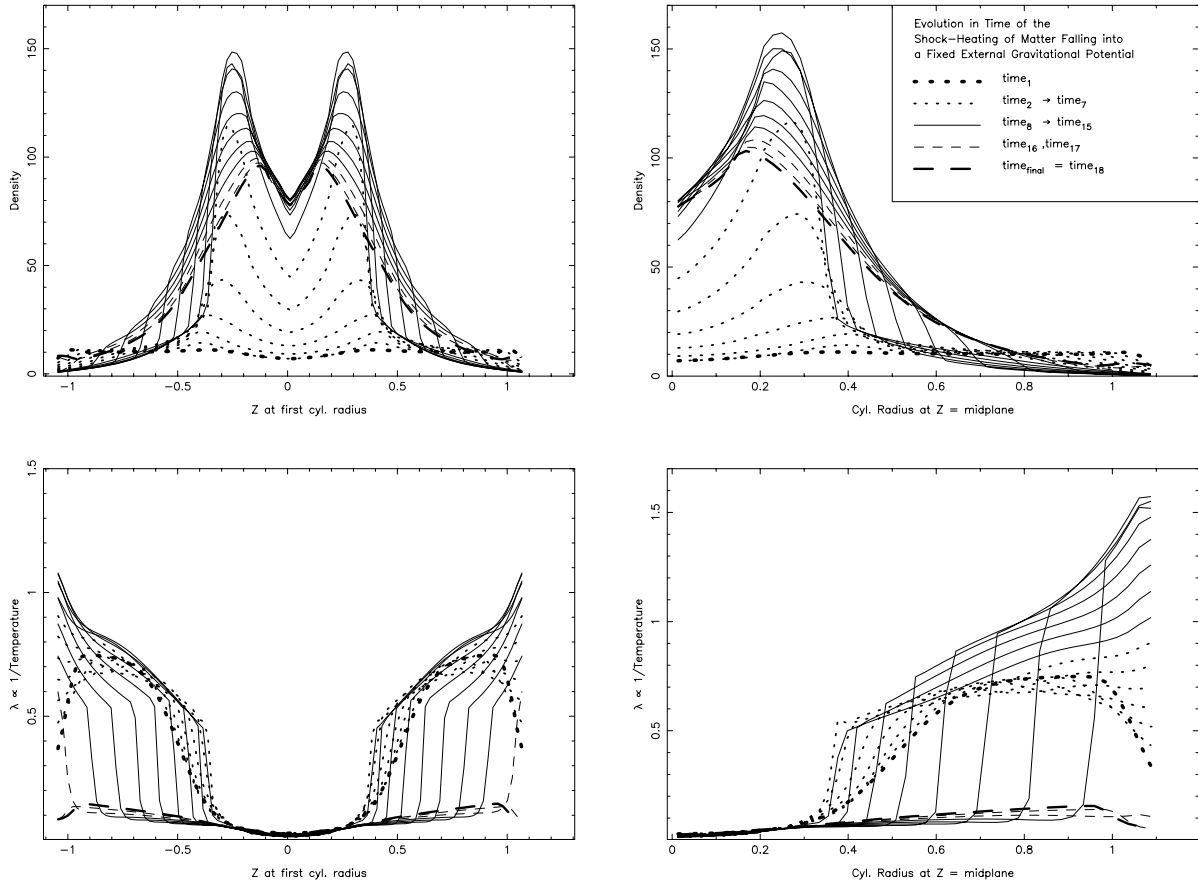 Density
0
50
100
150
−1
−0.5
0
0.5
1
Z at first cyl. radius
Density
0
50
100
150
0
0.2
0.4
0.6
0.8
1
Cyl. Radius at Z = midplane
Evolution in Time of the
Shock−Heating of Matter Falling into
a Fixed External Gravitational Potential
time1
time2 → time7
time8 → time15
time16 ,time17
timefinal = time18
λ ∝ 1/Temperature
0.5
1
1.5
−1
−0.5
0
0.5
1
Z at first cyl. radius
λ ∝ 1/Temperature
0.5
1
1.5
0
0.2
0.4
0.6
0.8
1
Cyl. Radius at Z = midplane